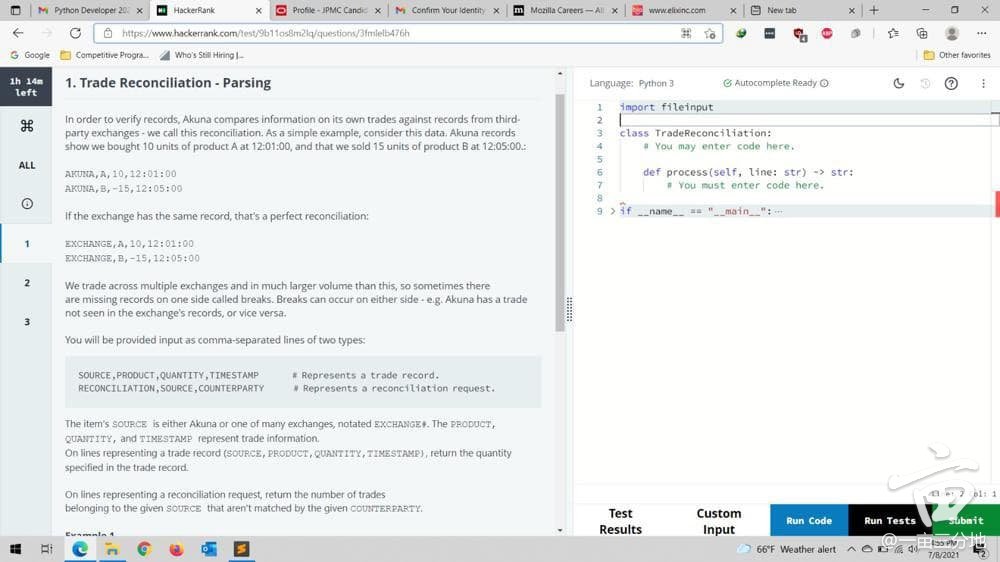 Python Developer 202
HackerRank
Profile - JPMC Candid
Confirm Your Identity
Mozilla Careers — All
www.elixinc.com
New tab
https://www.hackerrank.com/test/9b11os8m2lq/questions/3fmlelb476h
Google
Competitive Progra...
Who's Still Hiring |...
Other favorites
1h 14m
left
ALL
1
2
3
1. Trade Reconciliation - Parsing
In order to verify records, Akuna compares information on its own trades against records from third-
party exchanges - we call this reconciliation. As a simple example, consider this data. Akuna records
show we bought 10 units of product A at 12:01:00, and that we sold 15 units of product B at 12:05:00.:
AKUNA,A,10,12:01:00
AKUNA,B,-15,12:05:00
If the exchange has the same record, that's a perfect reconciliation:
EXCHANGE,A,10,12:01:00
EXCHANGE,B,-15,12:05:00
We trade across multiple exchanges and in much larger volume than this, so sometimes there
are missing records on one side called breaks. Breaks can occur on either side - e.g. Akuna has a trade
not seen in the exchange's records, or vice versa.
You will be provided input as comma-separated lines of two types:
SOURCE,PRODUCT,QUANTITY,TIMESTAMP # Represents a trade record.
RECONCILIATION,SOURCE,COUNTERPARTY # Represents a reconciliation request.
The item's SOURCE is either Akuna or one of many exchanges, notated EXCHANGE#. The PRODUCT,
QUANTITY, and TIMESTAMP represent trade information.
On lines representing a trade record (SOURCE,PRODUCT,QUANTITY,TIMESTAMP), return the quantity
specified in the trade record.
On lines representing a reconciliation request, return the number of trades
belonging to the given SOURCE that aren't matched by the given COUNTERPARTY.
Example 1
Language: Python 3
Autocomplete Ready
1 import fileinput
2
3 class TradeReconciliation:
4 # You may enter code here.
5
6 def process(self, line: str) -> str:
7 # You must enter code here.
8
9 if __name__ == "__main__":
Line: 2 Col: 1
Test
Results
Custom
Input
Run Code
Run Tests
Submit
66°F Weather alert
4:55 PM
7/8/2021
2
@一亩三分地